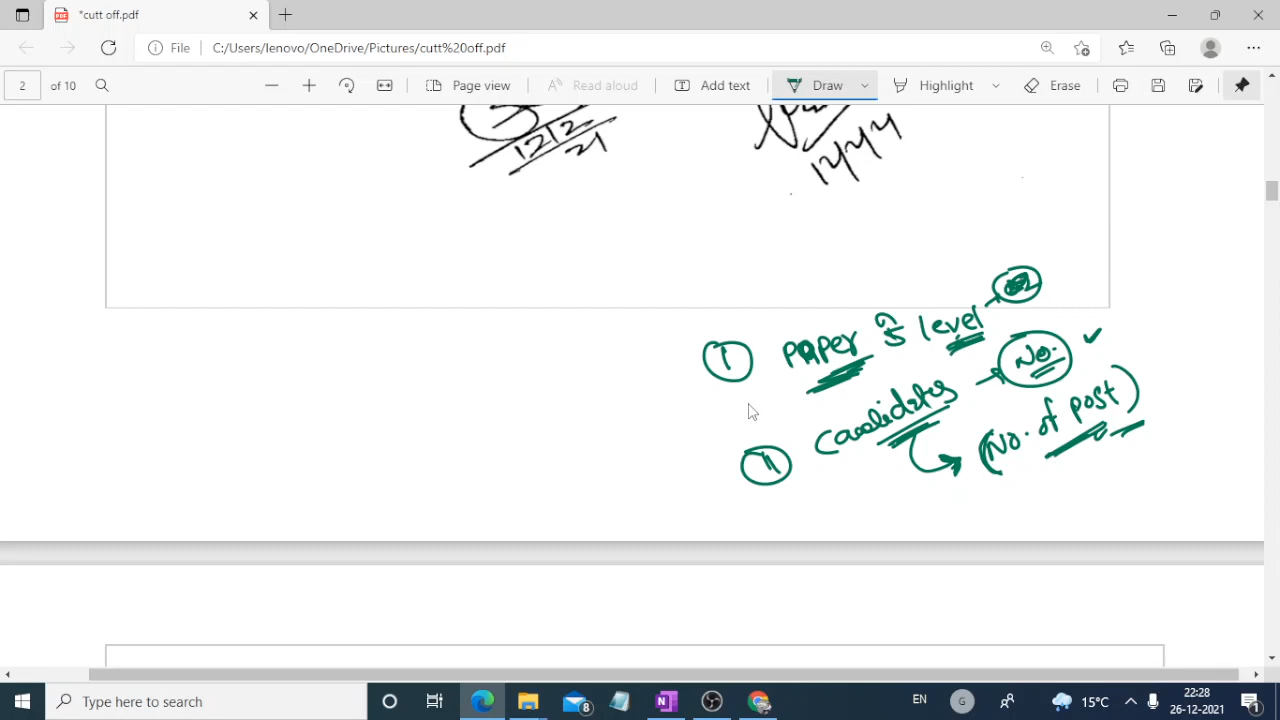 *cutt off.pdf
File C:/Users/lenovo/OneDrive/Pictures/cutt%20off.pdf
2 of 10 Page view Read aloud Add text Draw Highlight Erase
1212
21
① Paper का level
② Candidates → No. ✓
(No. of post)
Type here to search
8
EN
G
15°C
22:28
26-12-2021
1